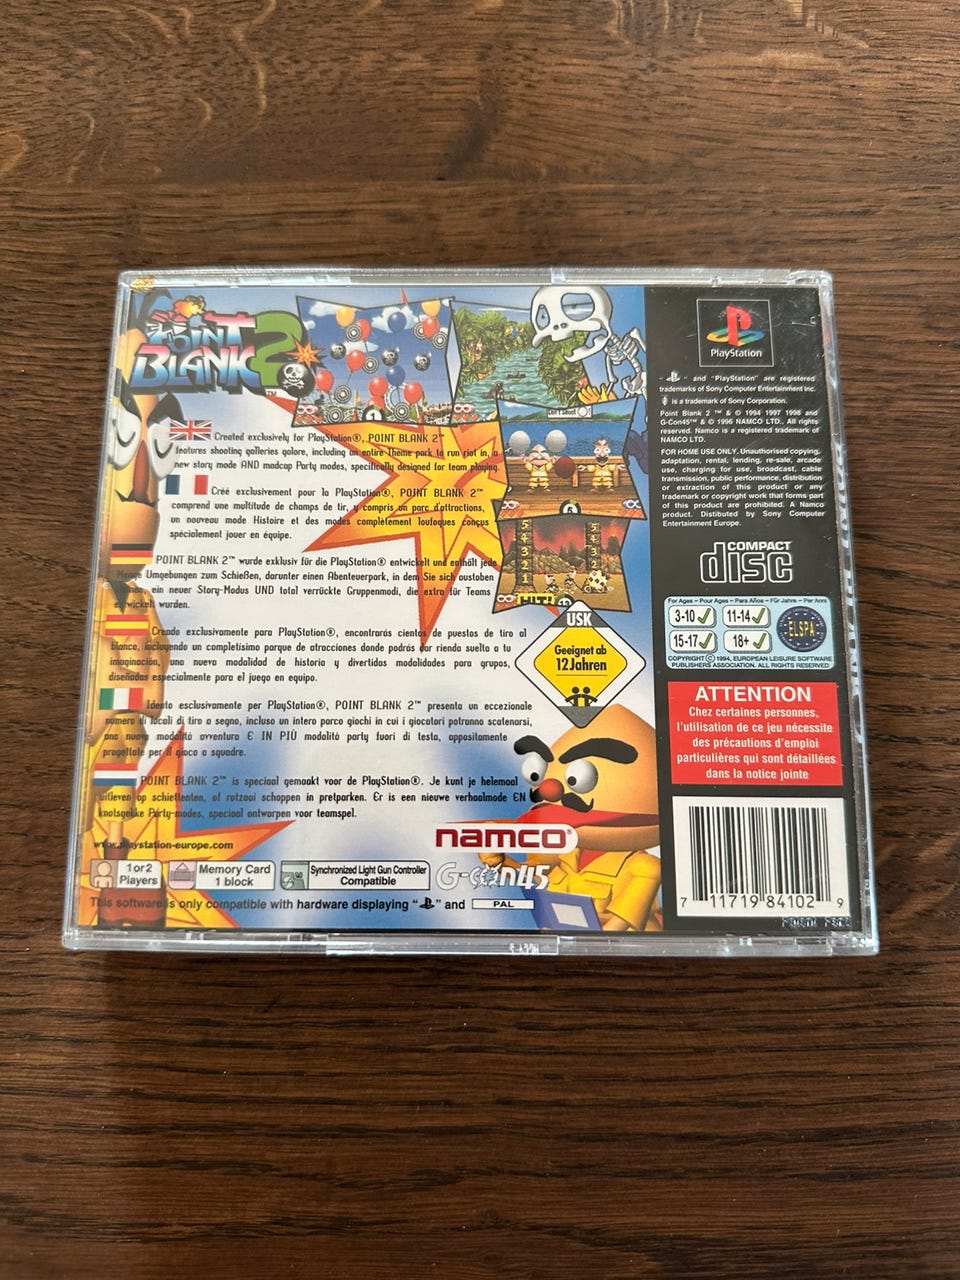 POINT
BLANK 2™
Created exclusively for PlayStation®, POINT BLANK 2™
features shooting galleries galore, including an entire Theme park to run riot in, a
new story mode AND madcap Party modes, specifically designed for team playing.
Créé exclusivement pour la PlayStation®, POINT BLANK 2™
comprend une multitude de champs de tir, y compris un parc d'attractions,
un nouveau mode Histoire et des modes complètement loufoques conçus
spécialement jouer en équipe.
POINT BLANK 2™ wurde exklusiv für die PlayStation® entwickelt und enthält jede
Menge Umgebungen zum Schießen, darunter einen Abenteuerpark, in dem Sie sich austoben
können, ein neuer Story-Modus UND total verrückte Gruppenmodi, die extra für Teams
entwickelt wurden.
Creado exclusivamente para PlayStation®, encontrarás cientos de puestos de tiro al
blanco, incluyendo un completísimo parque de atracciones donde podrás dar rienda suelta a tu
imaginación, una nueva modalidad de historia y divertidas modalidades para grupos,
diseñadas especialmente para el juego en equipo.
Ideato esclusivamente per PlayStation®, POINT BLANK 2™ presenta un eccezionale
numero di locali di tiro a segno, incluso un intero parco giochi in cui i giocatori potranno scatenarsi,
una nuova modalità avventura E IN PIÙ modalità party fuori di testa, appositamente
progettate per il gioco a squadre.
POINT BLANK 2™ is speciaal gemaakt voor de PlayStation®. Je kunt je helemaal
uitleven op schiettenten, of rotzooi schoppen in pretparken. Er is een nieuwe verhaalmode EN
knotsgekke Party-modes, speciaal ontworpen voor teamspel.
www.playstation-europe.com
1 or 2
Players
Memory Card
1 block
Synchronized Light Gun Controller
Compatible
namco®
G-CON45
This software is only compatible with hardware displaying " " and PAL
HIT!
USK
Geeignet ab
12 Jahren
PlayStation
" " and "PlayStation" are registered
trademarks of Sony Computer Entertainment Inc.
is a trademark of Sony Corporation.
Point Blank 2 ™ & © 1994 1997 1998 and
G-Con45™ & © 1996 NAMCO LTD., All rights
reserved. Namco is a registered trademark of
NAMCO LTD.
FOR HOME USE ONLY. Unauthorised copying,
adaptation, rental, lending, re-sale, arcade
use, charging for use, broadcast, cable
transmission, public performance, distribution
or extraction of this product or any
trademark or copyright work that forms part
of this product are prohibited. A Namco
product. Distributed by Sony Computer
Entertainment Europe.
COMPACT
disc
For Ages – Pour Ages – Para Años – Für Jahre – Per Anni
3-10 11-14
15-17 18+
ELSPA
COPYRIGHT © 1994, EUROPEAN LEISURE SOFTWARE
PUBLISHERS ASSOCIATION. ALL RIGHTS RESERVED
ATTENTION
Chez certaines personnes,
l'utilisation de ce jeu nécessite
des précautions d'emploi
particulières qui sont détaillées
dans la notice jointe
7 11719 84102 9